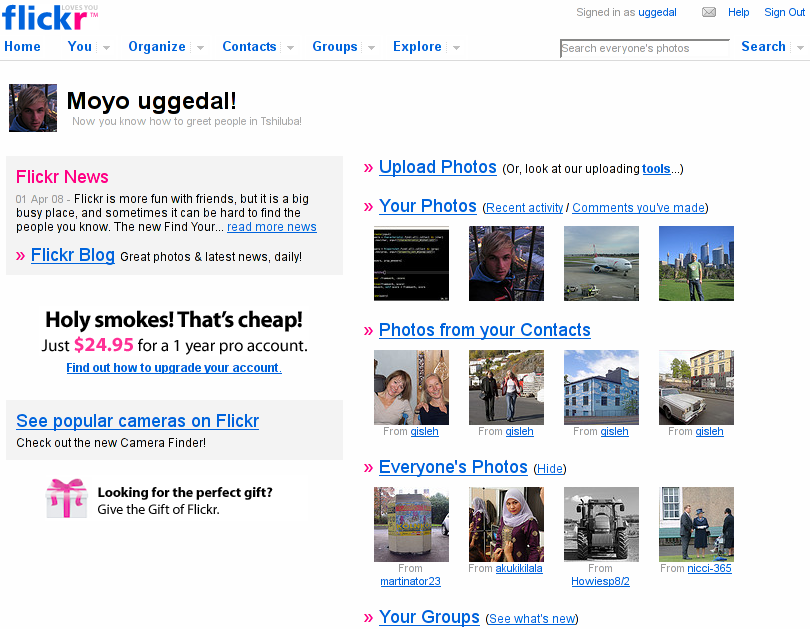 flickr LOVES YOU ™
Signed in as uggedal Help Sign Out
Home You Organize Contacts Groups Explore
Search everyone's photos Search
Moyo uggedal!
Now you know how to greet people in Tshiluba!
Flickr News
01 Apr 08 - Flickr is more fun with friends, but it is a big
busy place, and sometimes it can be hard to find the
people you know. The new Find Your... read more news
» Flickr Blog Great photos & latest news, daily!
Holy smokes! That's cheap!
Just $24.95 for a 1 year pro account.
Find out how to upgrade your account.
See popular cameras on Flickr
Check out the new Camera Finder!
Looking for the perfect gift?
Give the Gift of Flickr.
» Upload Photos (Or, look at our uploading tools...)
» Your Photos (Recent activity / Comments you've made)
» Photos from your Contacts
From gisleh From gisleh From gisleh From gisleh
» Everyone's Photos (Hide)
From martinator23
From akukikilala
From Howiesp8/2
From nicci-365
» Your Groups (See what's new)